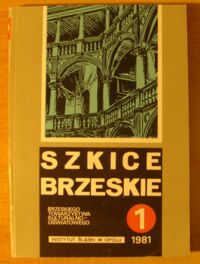 SZKICE
BRZESKIE
BRZESKIEGO
TOWARZYSTWA
KULTURALNO-
OŚWIATOWEGO
1
INSTYTUT ŚLĄSKI W OPOLU
1981